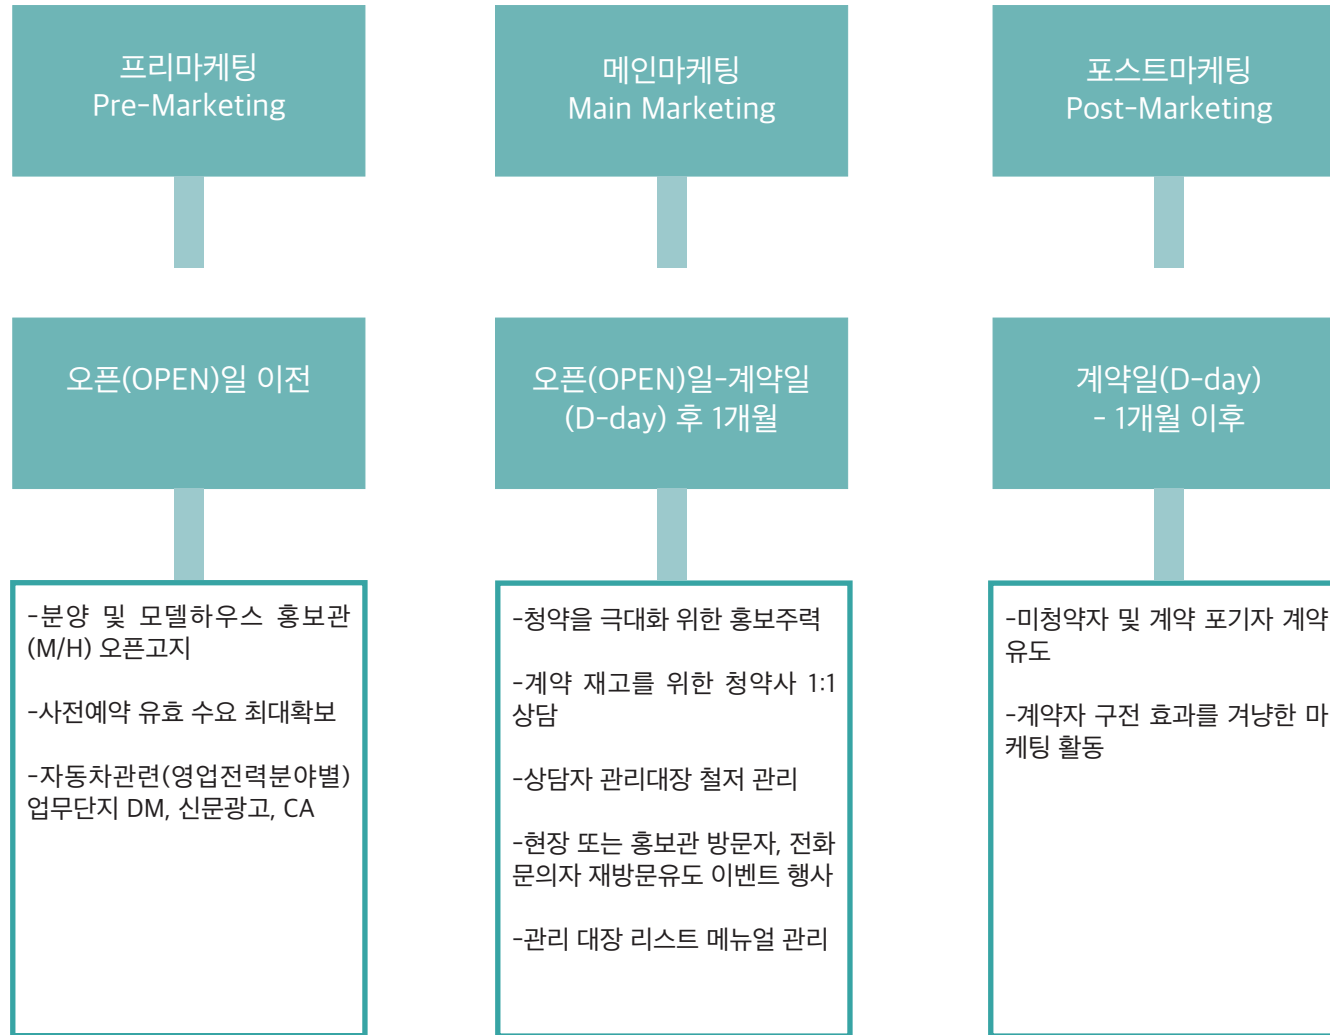 프리마케팅
Pre-Marketing
오픈(OPEN)일 이전
-분양 및 모델하우스 홍보관
(M/H) 오픈고지
-사전예약 유효 수요 최대확보
-자동차관련(영업전력분야별)
업무단지 DM, 신문광고, CA
메인마케팅
Main Marketing
오픈(OPEN)일-계약일
(D-day) 후 1개월
-청약을 극대화 위한 홍보주력
-계약 재고를 위한 청약사 1:1
상담
-상담자 관리대장 철저 관리
-현장 또는 홍보관 방문자, 전화
문의자 재방문유도 이벤트 행사
-관리 대장 리스트 메뉴얼 관리
포스트마케팅
Post-Marketing
계약일(D-day)
- 1개월 이후
-미청약자 및 계약 포기자 계약
유도
-계약자 구전 효과를 겨냥한 마
케팅 활동